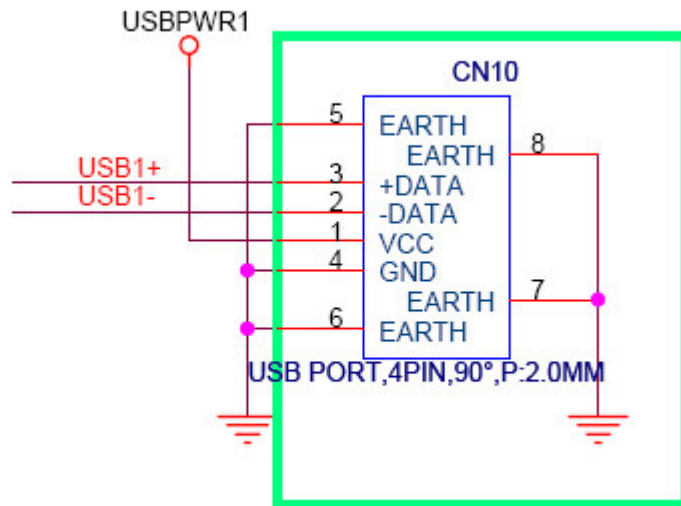 USBPWR1
CN10
5 EARTH
EARTH 8
USB1+ 3 +DATA
USB1- 2 -DATA
1 VCC
4 GND
EARTH 7
6 EARTH
USB PORT,4PIN,90°,P:2.0MM